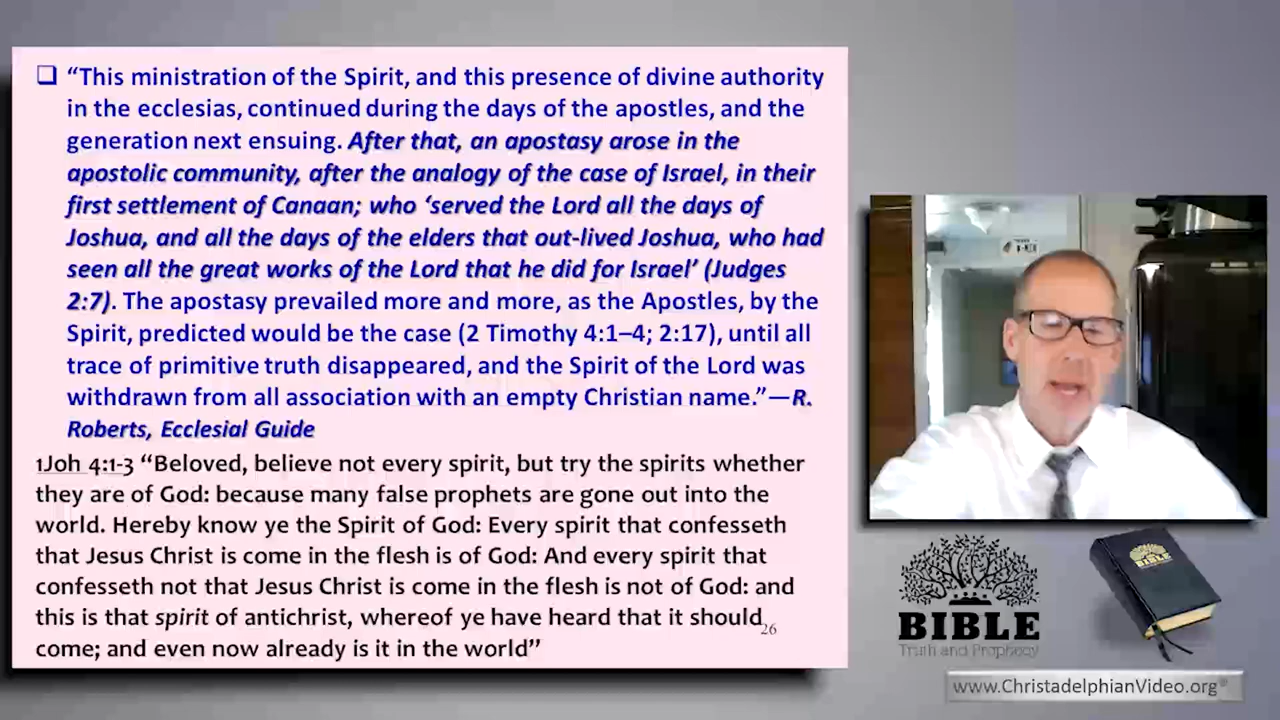 ❑ “This ministration of the Spirit, and this presence of divine authority
in the ecclesias, continued during the days of the apostles, and the
generation next ensuing. After that, an apostasy arose in the
apostolic community, after the analogy of the case of Israel, in their
first settlement of Canaan; who ‘served the Lord all the days of
Joshua, and all the days of the elders that out-lived Joshua, who had
seen all the great works of the Lord that he did for Israel’ (Judges
2:7). The apostasy prevailed more and more, as the Apostles, by the
Spirit, predicted would be the case (2 Timothy 4:1–4; 2:17), until all
trace of primitive truth disappeared, and the Spirit of the Lord was
withdrawn from all association with an empty Christian name.”—R.
Roberts, Ecclesial Guide
1Joh 4:1-3 “Beloved, believe not every spirit, but try the spirits whether
they are of God: because many false prophets are gone out into the
world. Hereby know ye the Spirit of God: Every spirit that confesseth
that Jesus Christ is come in the flesh is of God: And every spirit that
confesseth not that Jesus Christ is come in the flesh is not of God: and
this is that spirit of antichrist, whereof ye have heard that it should
come; and even now already is it in the world”
26
BIBLE
Truth and Prophecy
BIBLE
www.ChristadelphianVideo.org®